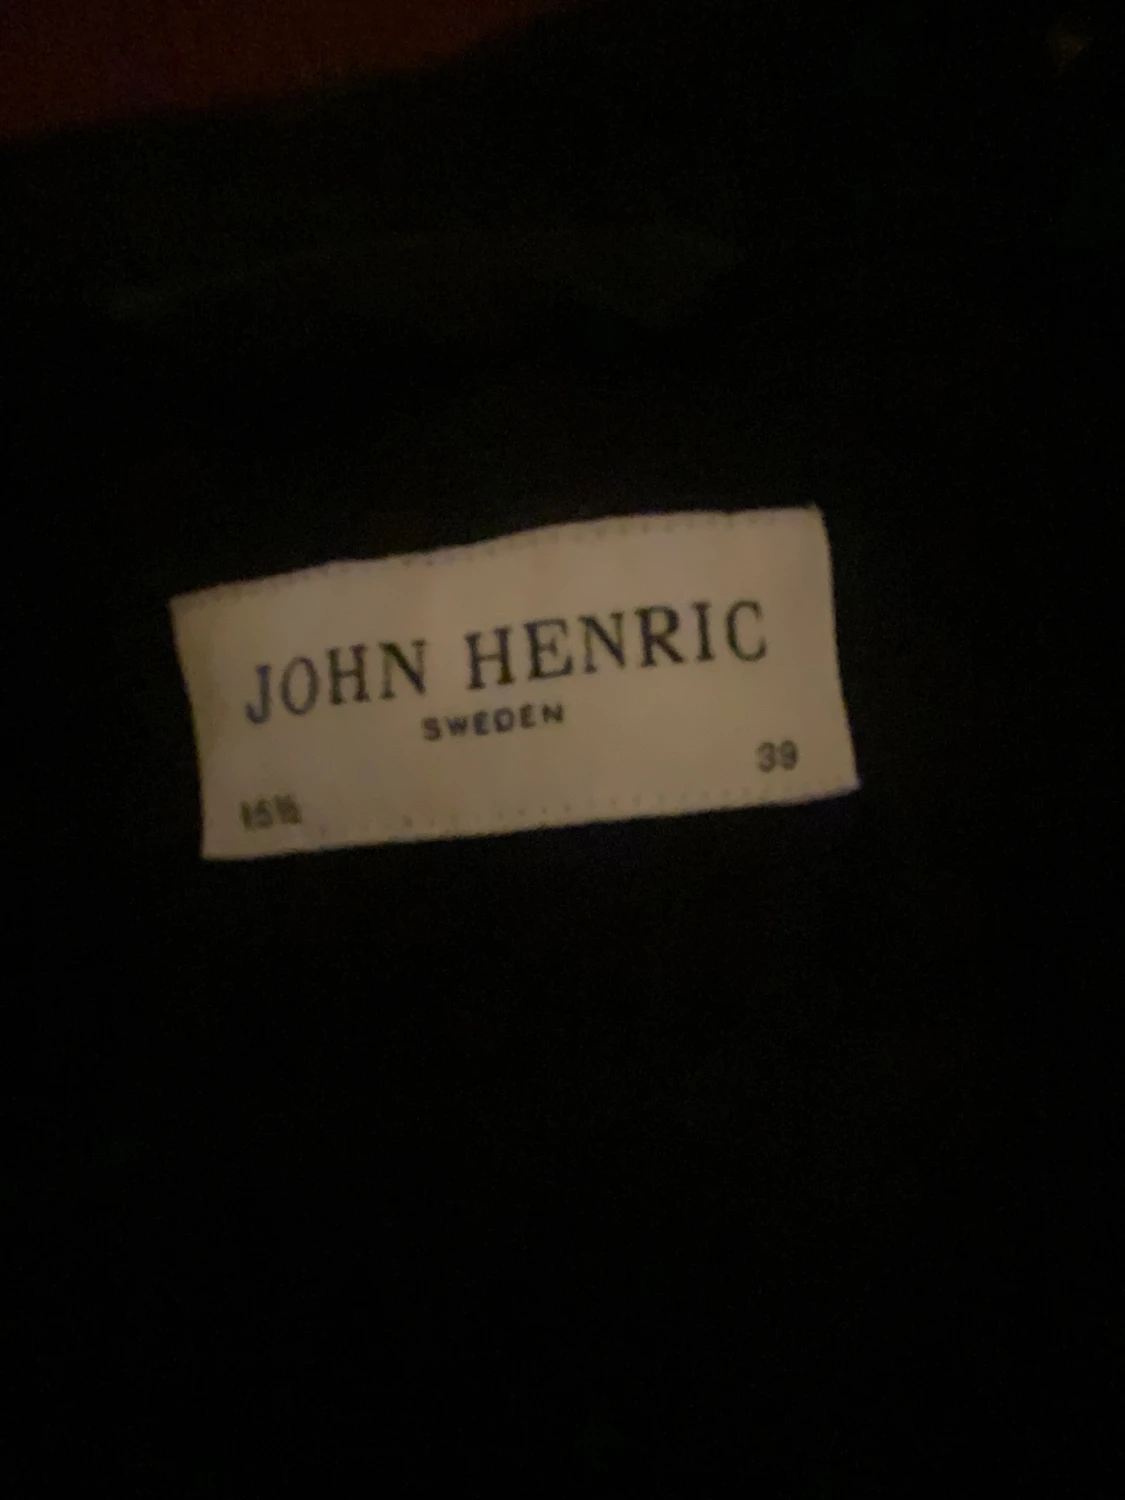 JOHN HENRIC
SWEDEN
39
15½